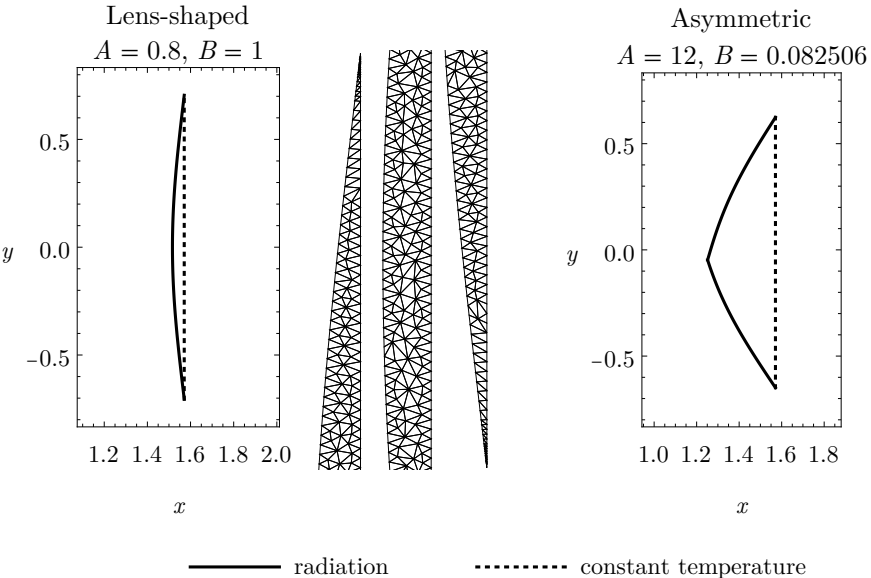 Lens-shaped
A = 0.8, B = 1
0.5
0.0
−0.5
y
1.2 1.4 1.6 1.8 2.0
x
Asymmetric
A = 12, B = 0.082506
0.5
0.0
−0.5
y
1.0 1.2 1.4 1.6 1.8
x
radiation
constant temperature